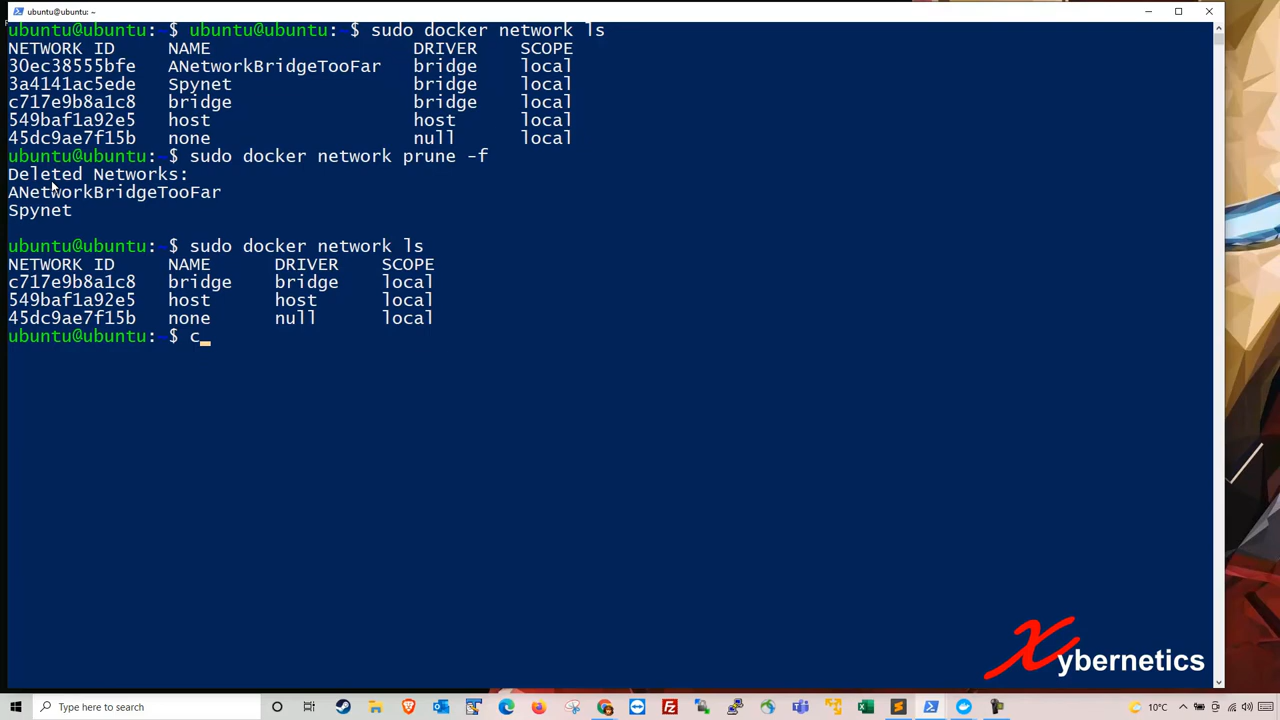 ubuntu@ubuntu: ~
ubuntu@ubuntu:~$ ubuntu@ubuntu:~$ sudo docker network ls
NETWORK ID NAME DRIVER SCOPE
30ec38555bfe ANetworkBridgeTooFar bridge local
3a4141ac5ede Spynet bridge local
c717e9b8a1c8 bridge bridge local
549baf1a92e5 host host local
45dc9ae7f15b none null local
ubuntu@ubuntu:~$ sudo docker network prune -f
Deleted Networks:
ANetworkBridgeTooFar
Spynet
ubuntu@ubuntu:~$ sudo docker network ls
NETWORK ID NAME DRIVER SCOPE
c717e9b8a1c8 bridge bridge local
549baf1a92e5 host host local
45dc9ae7f15b none null local
ubuntu@ubuntu:~$ c
Xybernetics
Type here to search
10°C